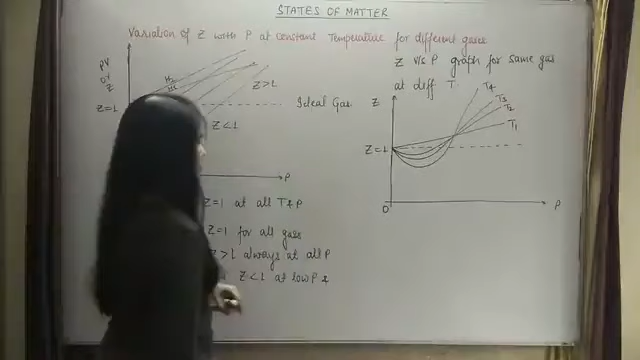 STATES OF MATTER
Variation of Z with P at Constant Temperature for different gases
PV
or
Z
H₂
He
Z>1
Z=1
Ideal Gas
Z<1
P
Z=1 at all T & P
Z=1 for all gases
Z>1 always at all P
Z<1 at low P &
Z V/S P graph for same gas
at diff T.
Z
T4
T3
T2
T1
Z=1
O
P